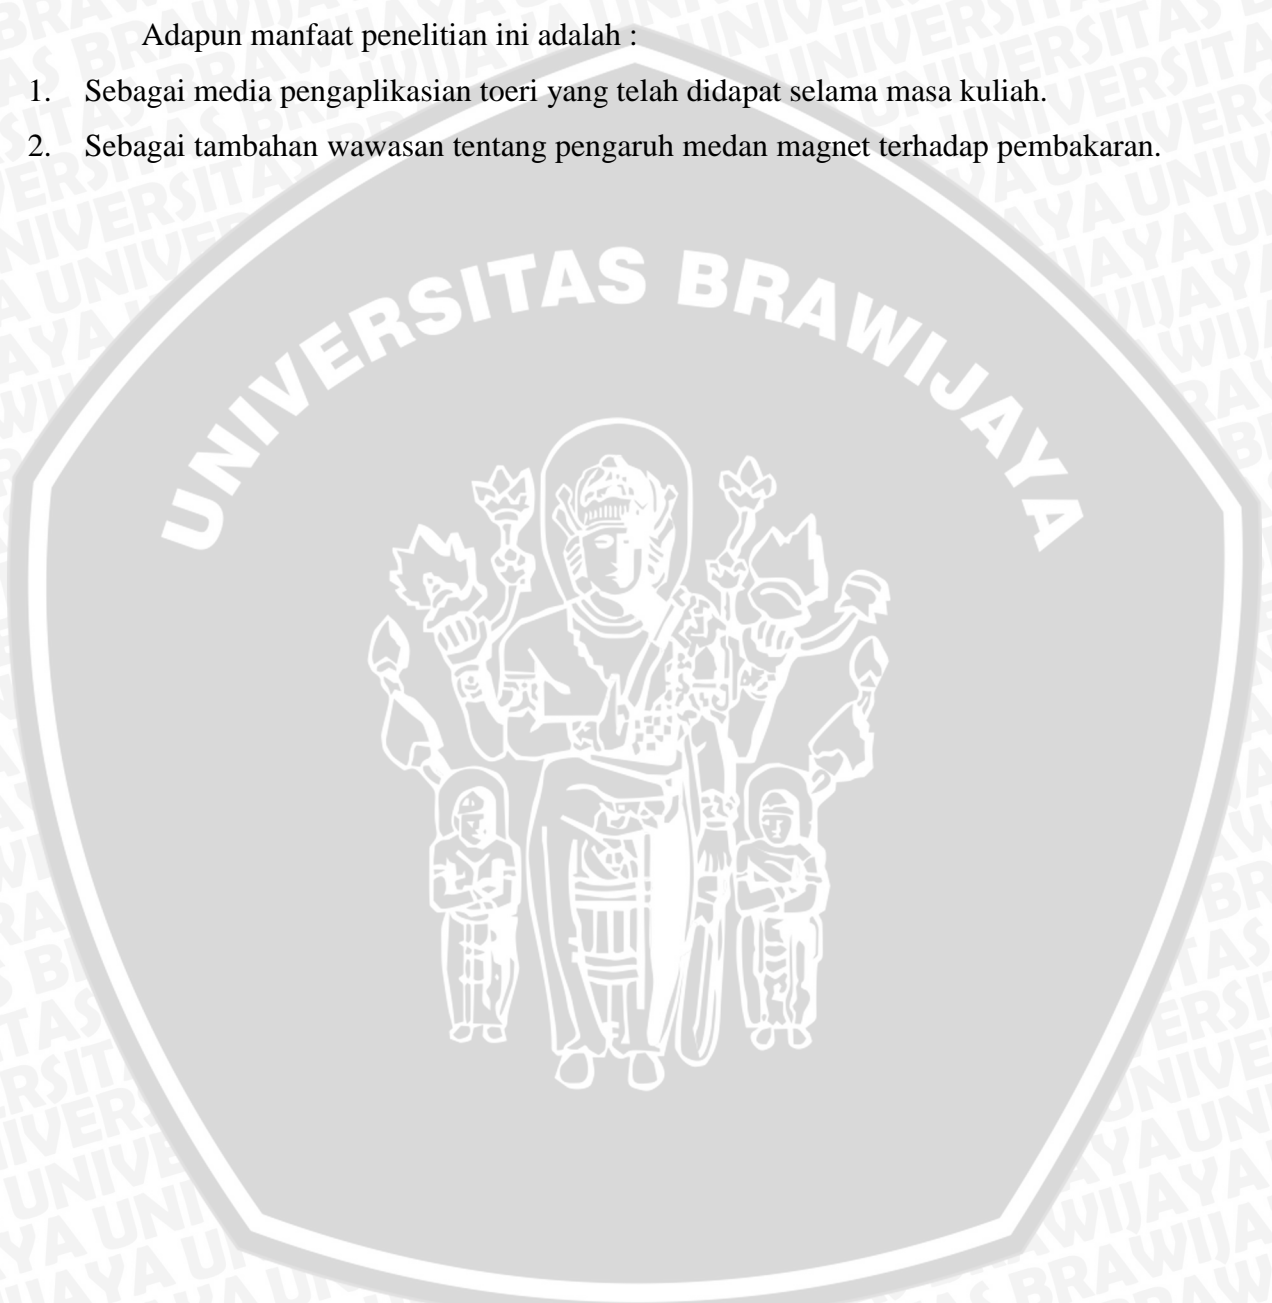 Adapun manfaat penelitian ini adalah :
1. Sebagai media pengaplikasian toeri yang telah didapat selama masa kuliah.
2. Sebagai tambahan wawasan tentang pengaruh medan magnet terhadap pembakaran.
UNIVERSITAS BRAWIJAYA